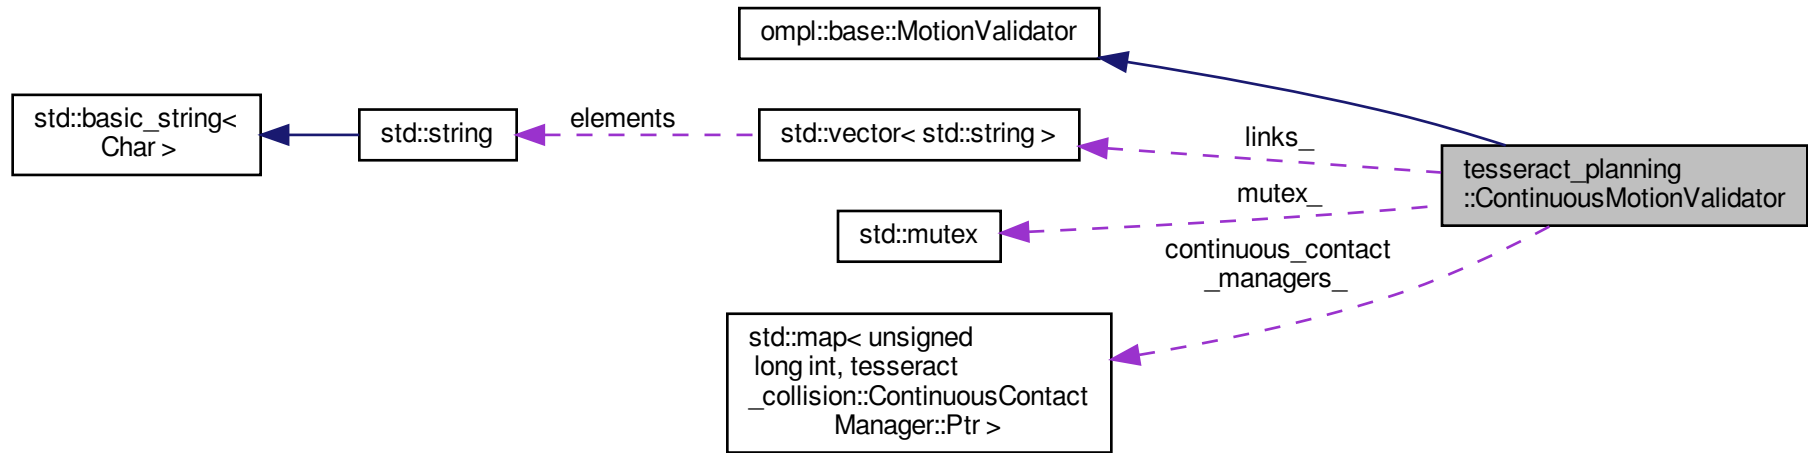 ompl::base::MotionValidator
std::basic_string<
Char >
std::string
elements
std::vector< std::string >
links_
tesseract_planning
::ContinuousMotionValidator
mutex_
std::mutex
continuous_contact
_managers_
std::map< unsigned
long int, tesseract
_collision::ContinuousContact
Manager::Ptr >